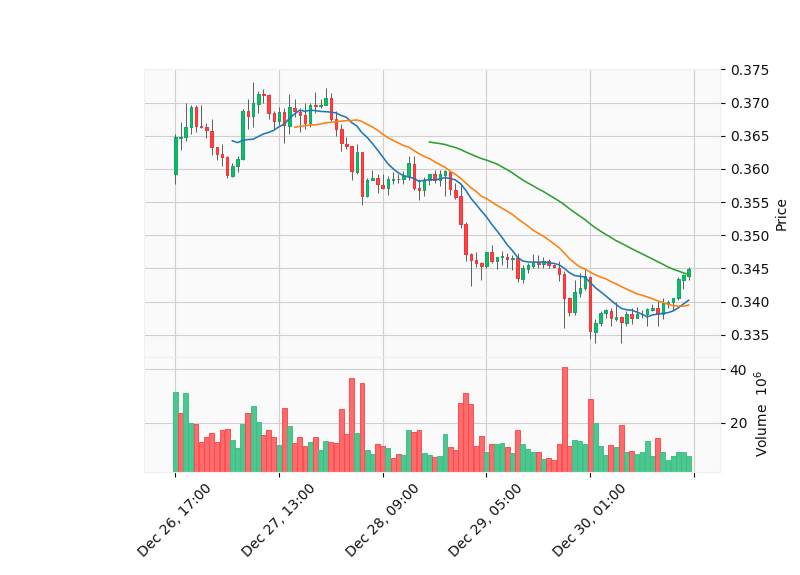 0.375
0.370
0.365
0.360
0.355
0.350
0.345
0.340
0.335
Price
40
20
Volume 10^6
Dec 26, 17:00
Dec 27, 13:00
Dec 28, 09:00
Dec 29, 05:00
Dec 30, 01:00